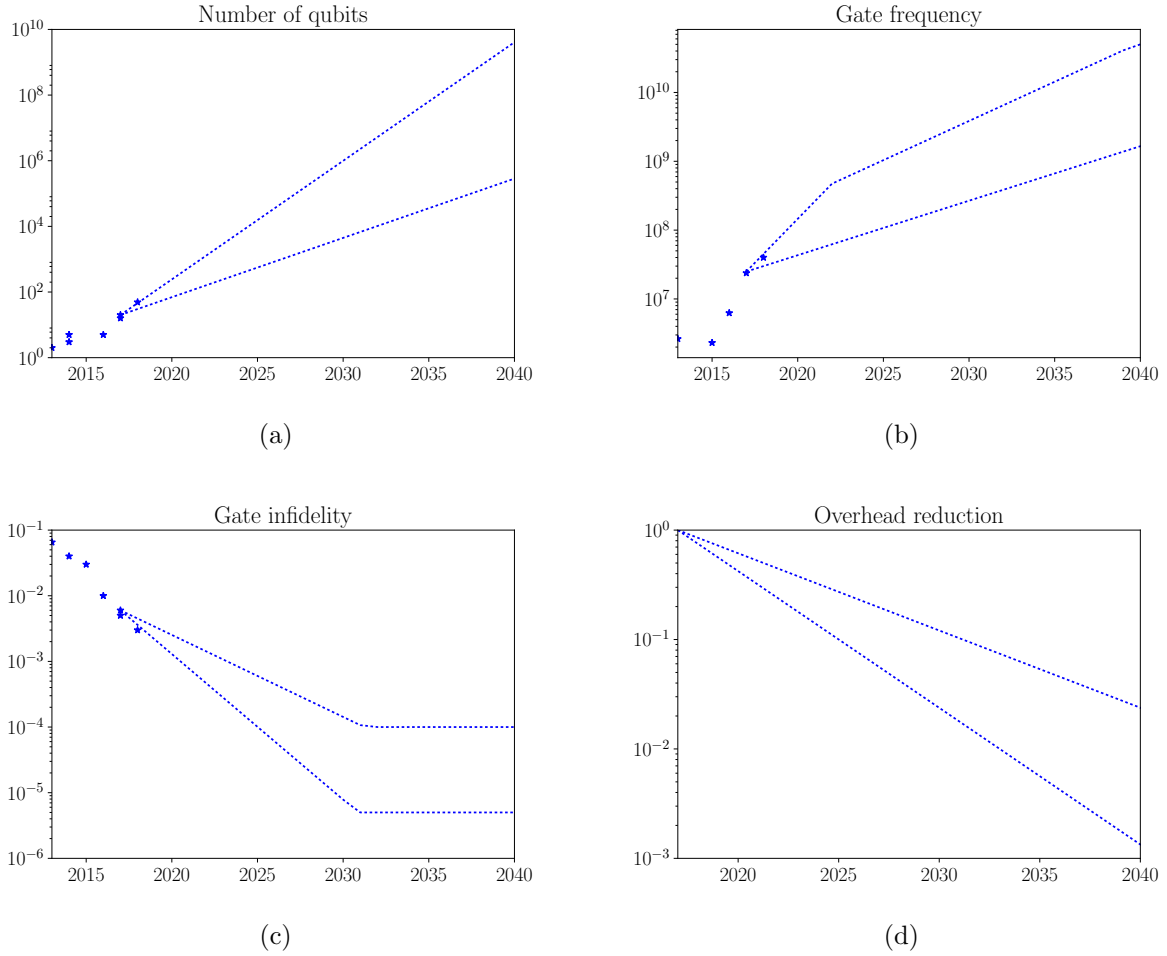 Number of qubits
10^10
10^8
10^6
10^4
10^2
10^0
2015 2020 2025 2030 2035 2040
(a)
Gate frequency
10^10
10^9
10^8
10^7
2015 2020 2025 2030 2035 2040
(b)
Gate infidelity
10^−1
10^−2
10^−3
10^−4
10^−5
10^−6
2015 2020 2025 2030 2035 2040
(c)
Overhead reduction
10^0
10^−1
10^−2
10^−3
2020 2025 2030 2035 2040
(d)